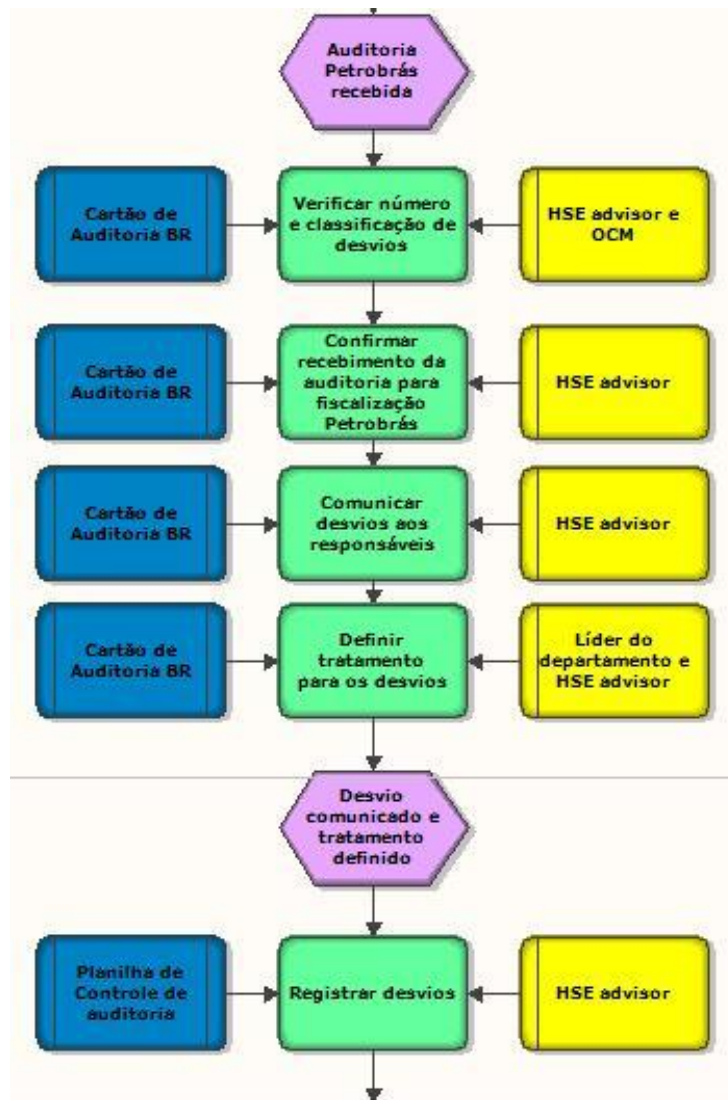 Auditoria
Petrobrás
recebida
Cartão de
Auditoria BR
Verificar número
e classificação de
desvios
HSE advisor e
OCM
Cartão de
Auditoria BR
Confirmar
recebimento da
auditoria para
fiscalização
Petrobrás
HSE advisor
Cartão de
Auditoria BR
Comunicar
desvios aos
responsáveis
HSE advisor
Cartão de
Auditoria BR
Definir
tratamento
para os desvios
Líder do
departamento e
HSE advisor
Desvio
comunicado e
tratamento
definido
Planilha de
Controle de
auditoria
Registrar desvios
HSE advisor